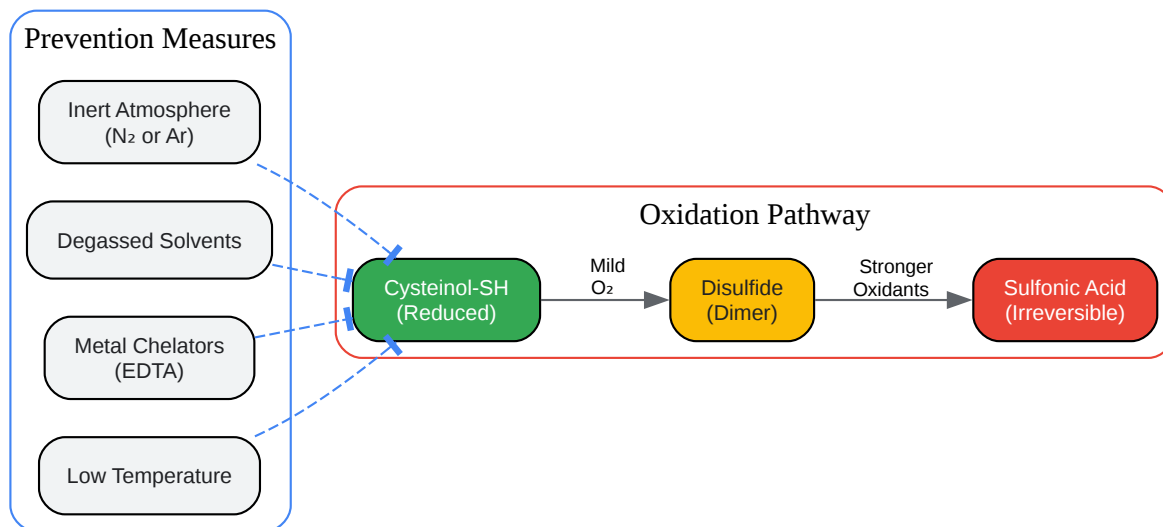 Prevention Measures
Inert Atmosphere
(N₂ or Ar)
Degassed Solvents
Metal Chelators
(EDTA)
Low Temperature
Oxidation Pathway
Cysteinol-SH
(Reduced)
Mild
O₂
Disulfide
(Dimer)
Stronger
Oxidants
Sulfonic Acid
(Irreversible)